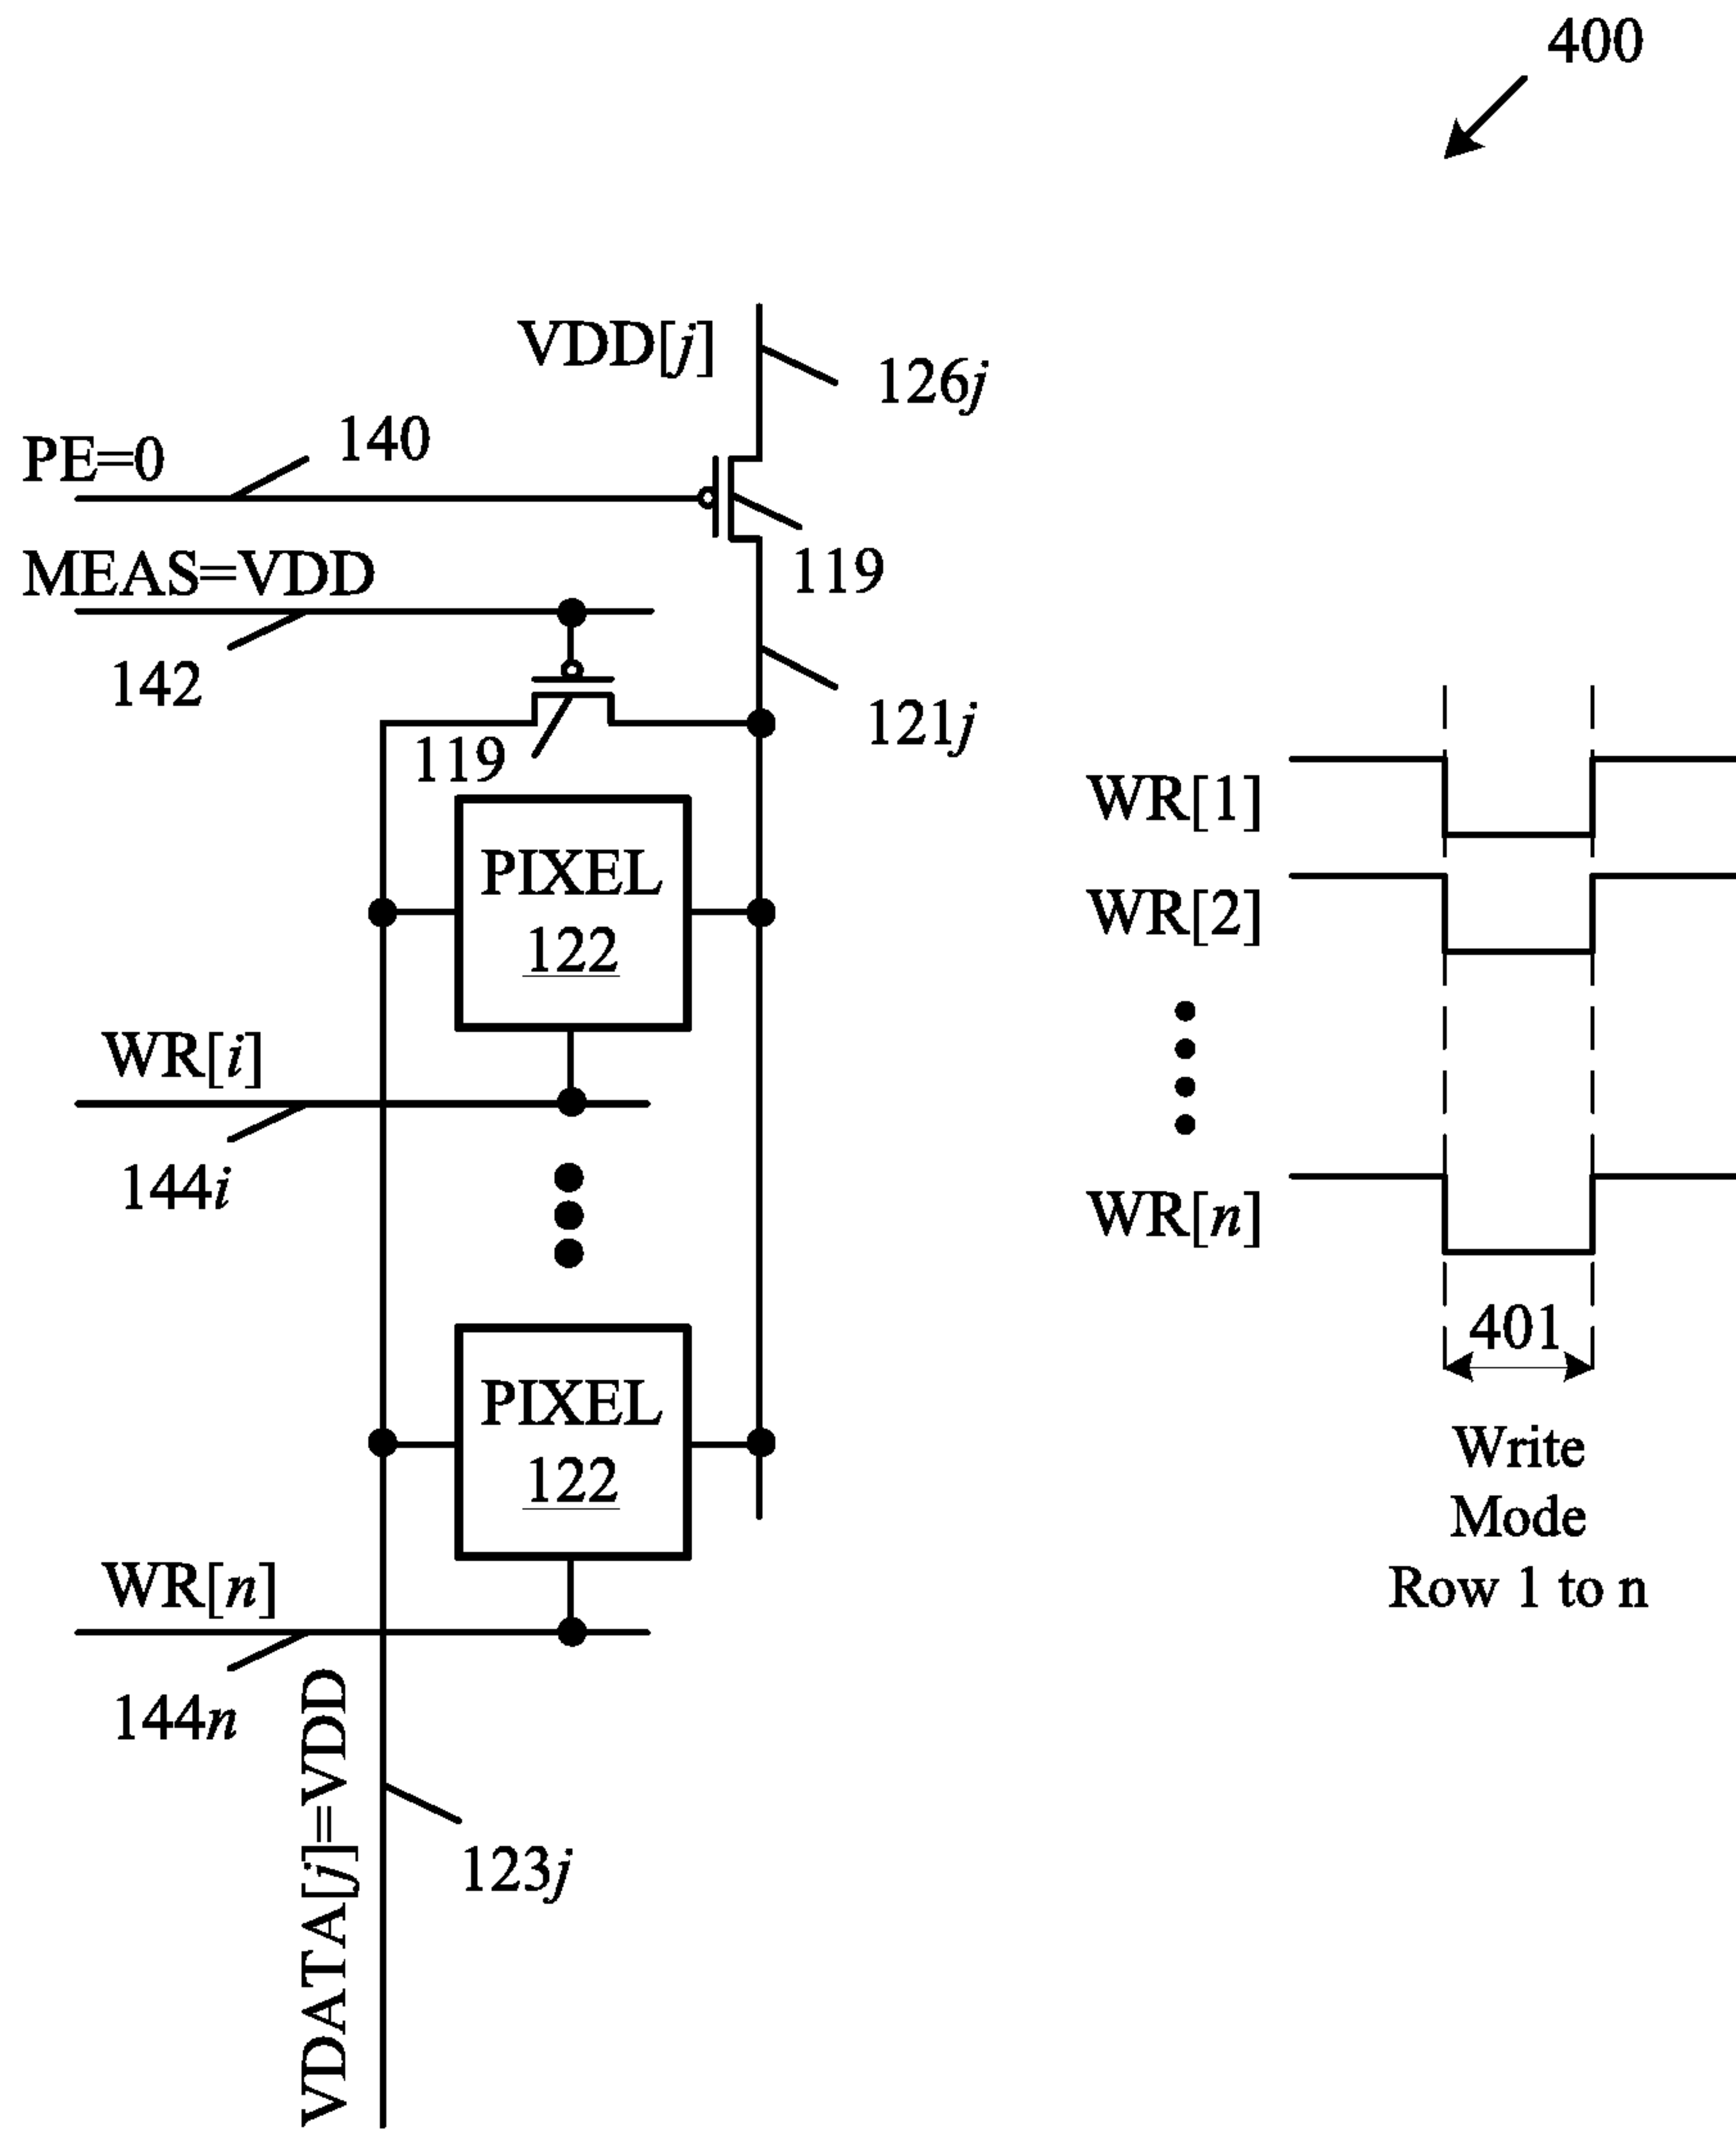 400
VDD[j]
126j
PE=0
140
119
MEAS=VDD
142
121j
119
PIXEL
122
WR[i]
144i
PIXEL
122
WR[n]
144n
VDATA[j]=VDD
123j
WR[1]
WR[2]
WR[n]
401
Write
Mode
Row 1 to n